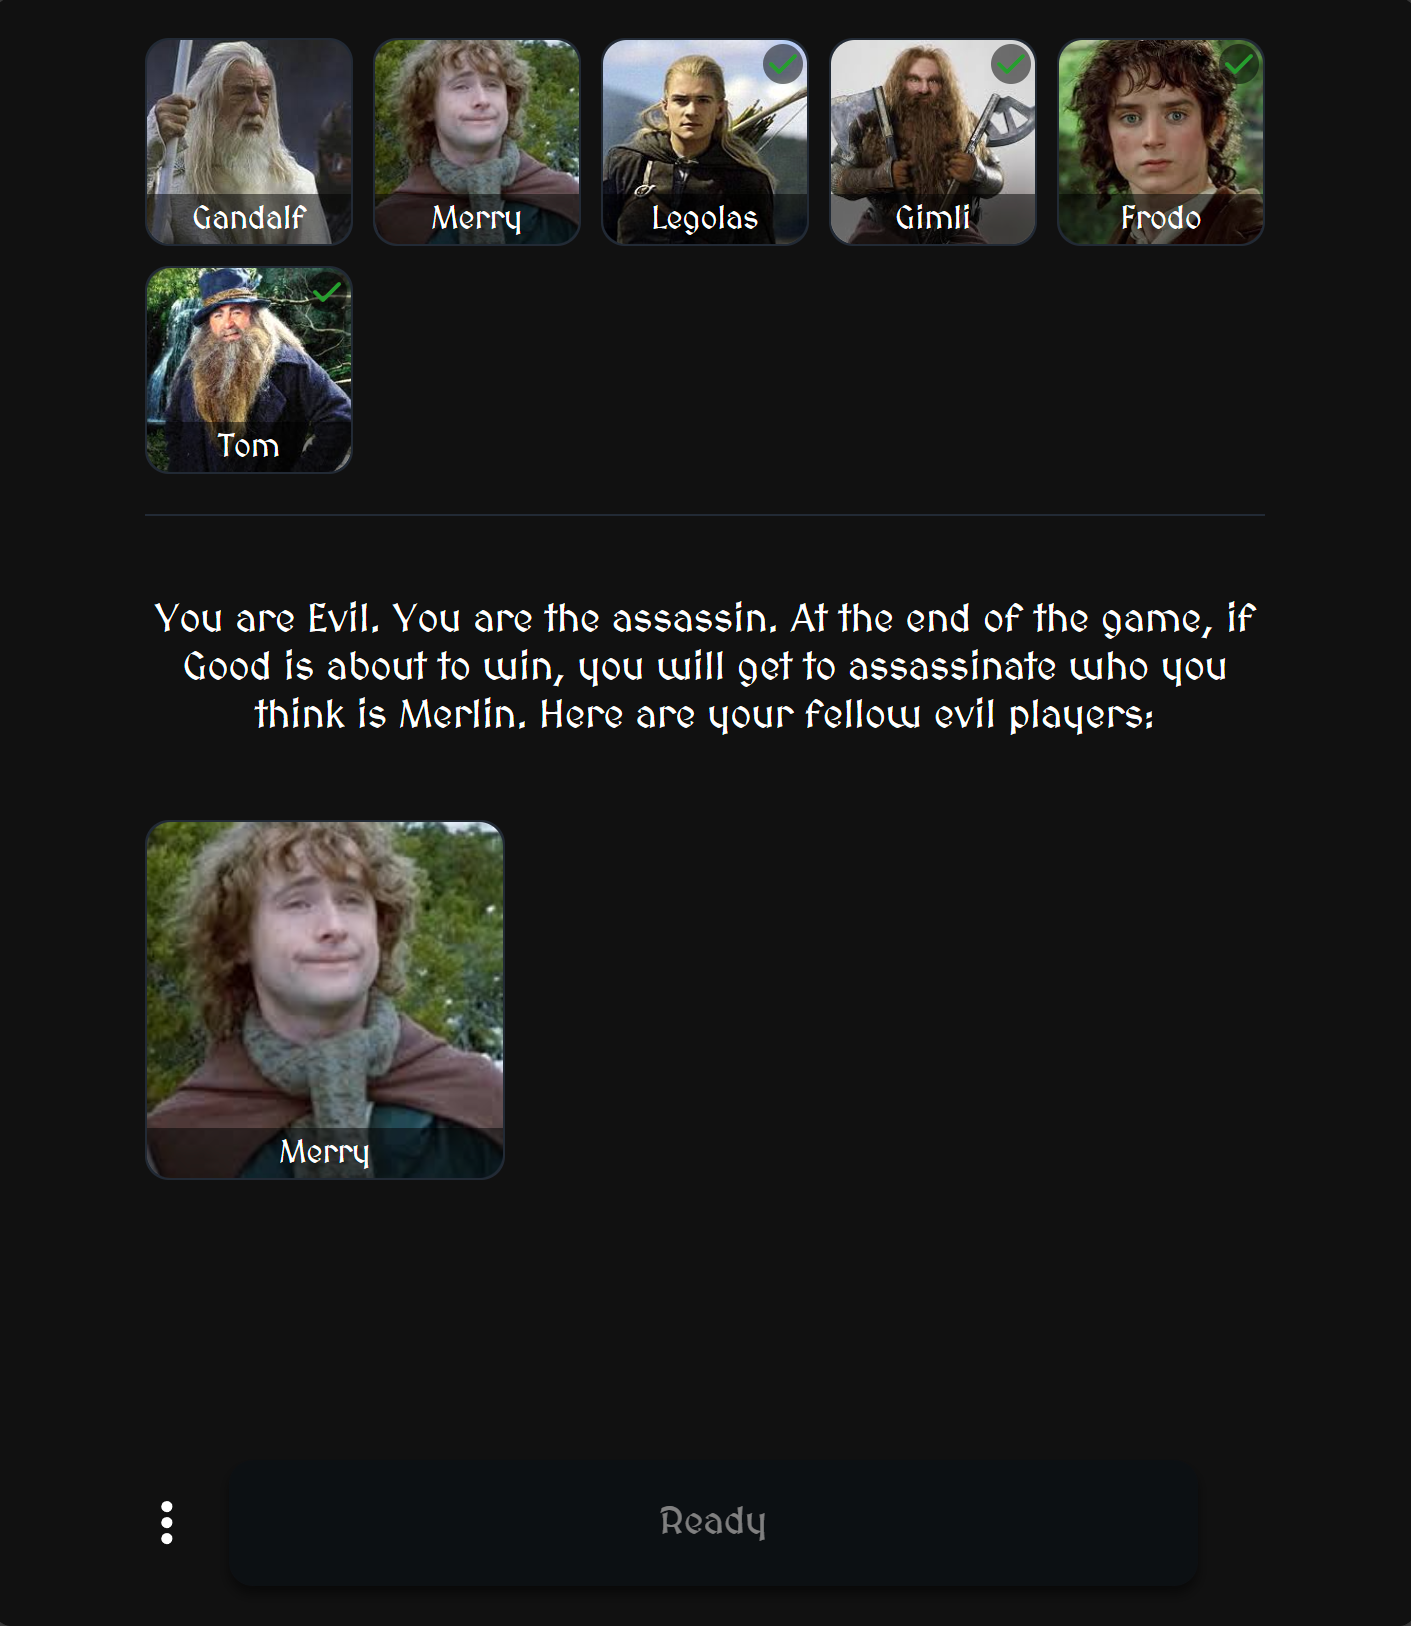 Gandalf
Merry
Legolas
Gimli
Frodo
Tom
You are Evil. You are the assassin. At the end of the game, if
Good is about to win, you will get to assassinate who you
think is Merlin. Here are your fellow evil players:
Merry
Ready